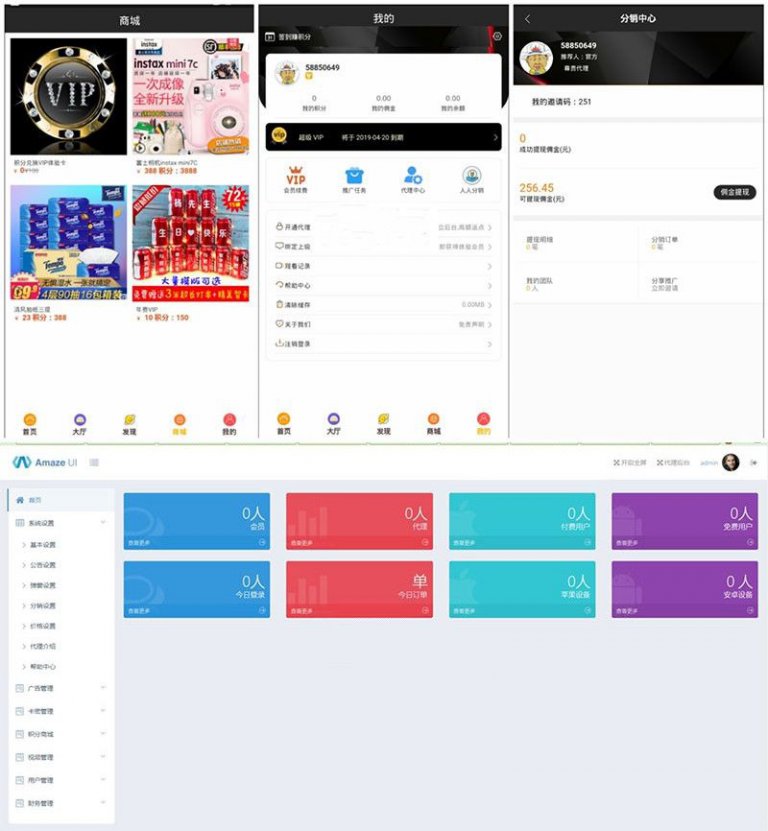 商城
VIP
instax
instax mini 7c
一次成像
全新升级
积分兑换VIP体验卡
富士相机instax mini7C
¥ 388 积分：3888
杨先生
生日快乐
72
Tempo
4层90抽16包箱装
大量模版可选
清风抽纸三提
¥ 23 积分：388
年费VIP
¥ 10 积分：150
首页
大厅
发现
商城
我的
我的
签到赚积分
58850649
0
0.00
0.00
我的积分
我的佣金
我的余额
超级 VIP
将于 2019-04-20 到期
VIP
会员续费
推广任务
代理中心
人人分销
开通代理
绑定上级
观看记录
帮助中心
清除缓存
0.00MB
关于我们
免责声明
注销登录
首页
大厅
发现
商城
我的
分销中心
58850649
推荐人：官方
尊贵代理
我的邀请码：251
0
成功提现佣金(元)
256.45
可提现佣金(元)
佣金提现
提现明细
0 笔
分销订单
0 笔
我的团队
0 人
分享推广
立即邀请
Amaze UI
开启全屏
代理后台
admin
首页
系统设置
基本设置
公告设置
弹窗设置
分销设置
价格设置
代理介绍
帮助中心
广告管理
卡密管理
积分商城
视频管理
用户管理
财务管理
0人
会员
查看更多
0人
代理
查看更多
0人
付费用户
查看更多
0人
免费用户
查看更多
0人
今日登录
查看更多
单
今日订单
查看更多
0人
苹果设备
查看更多
0人
安卓设备
查看更多